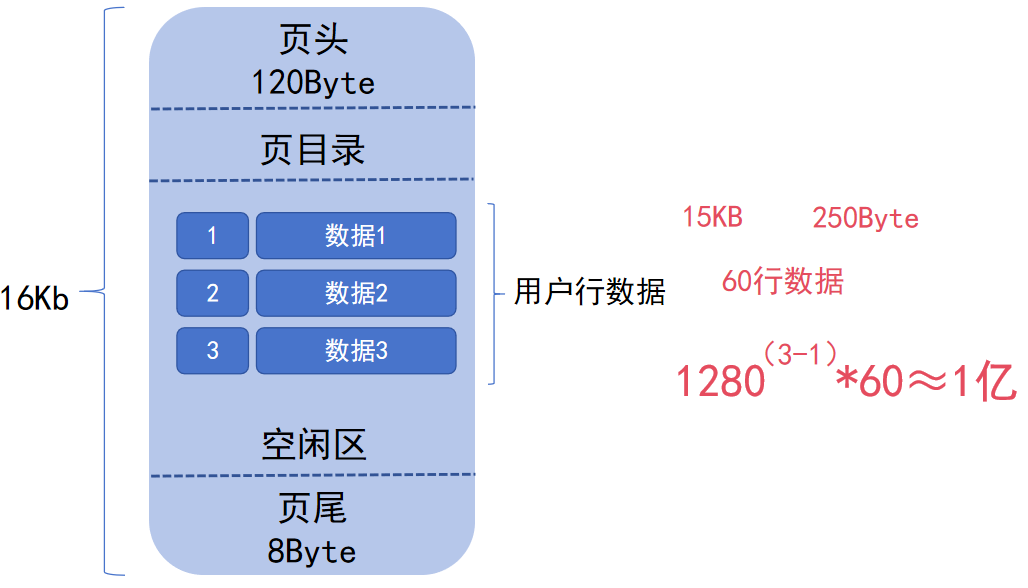 页头
120Byte
页目录
1 数据1
2 数据2
3 数据3
空闲区
页尾
8Byte
16Kb
用户行数据
15KB 250Byte
60行数据
1280(3-1)*60≈1亿